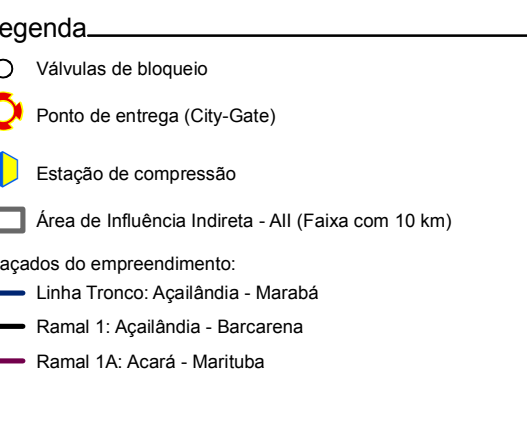 egenda
Válvulas de bloqueio
Ponto de entrega (City-Gate)
Estação de compressão
Área de Influência Indireta - AII (Faixa com 10 km)
açados do empreendimento:
Linha Tronco: Açailândia - Marabá
Ramal 1: Açailândia - Barcarena
Ramal 1A: Acará - Marituba